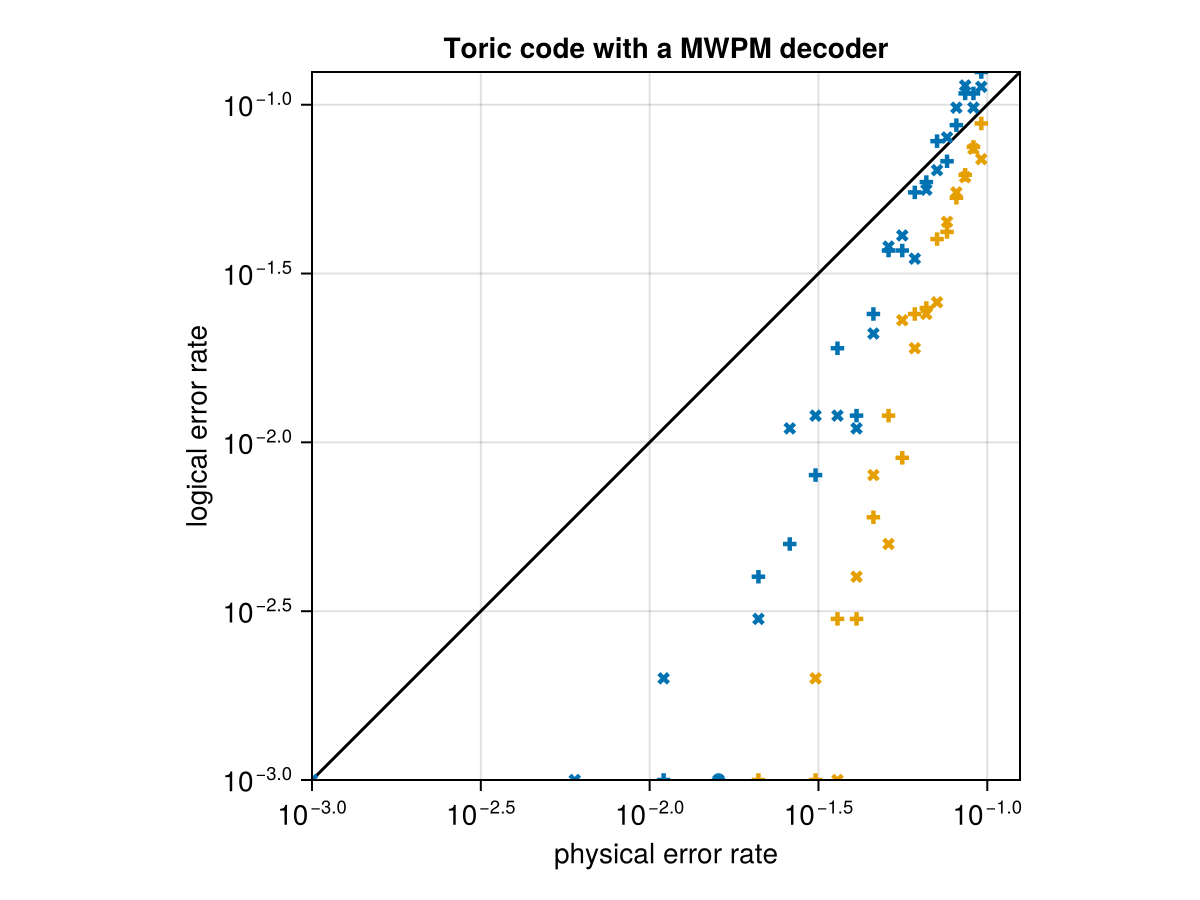 Toric code with a MWPM decoder
10^−1.0
10^−1.5
10^−2.0
10^−2.5
10^−3.0
logical error rate
10^−3.0 10^−2.5 10^−2.0 10^−1.5 10^−1.0
physical error rate